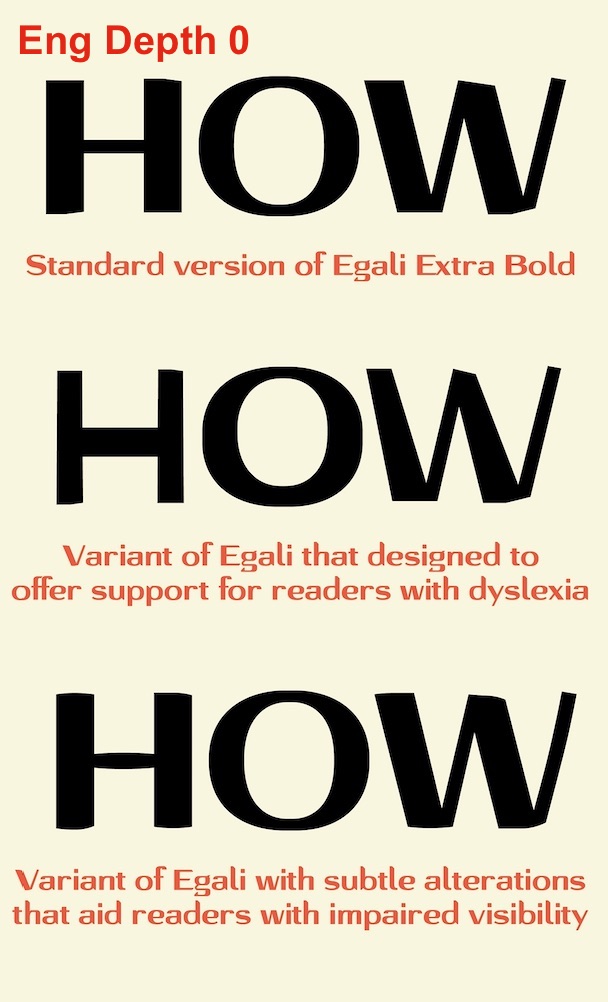 Eng Depth 0
HOW
Standard version of Egali Extra Bold
HOW
Variant of Egali that designed to
offer support for readers with dyslexia
HOW
Variant of Egali with subtle alterations
that aid readers with impaired visibility